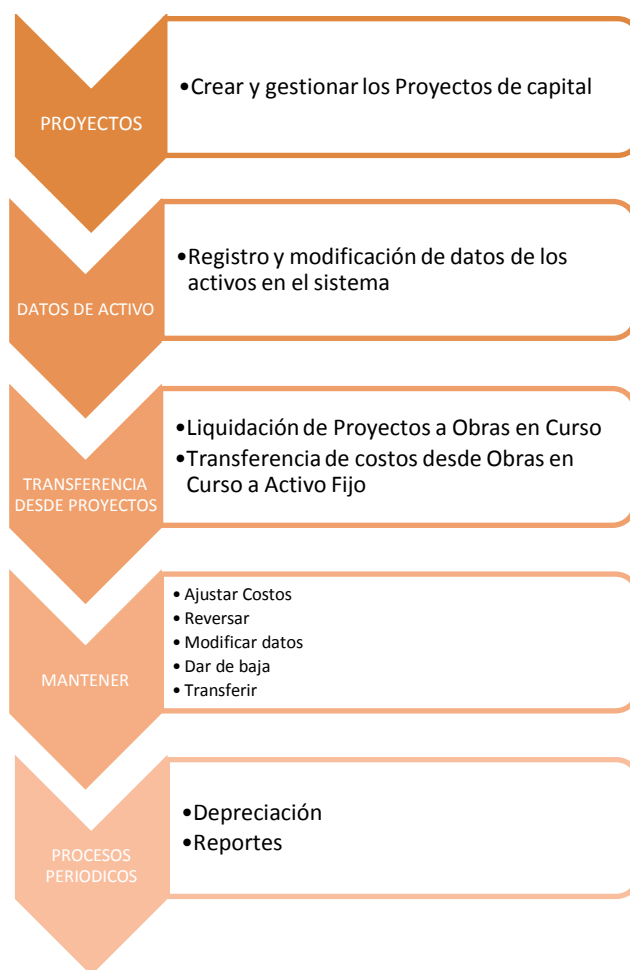 PROYECTOS
•Crear y gestionar los Proyectos de capital
DATOS DE ACTIVO
•Registro y modificación de datos de los
activos en el sistema
TRANSFERENCIA
DESDE PROYECTOS
•Liquidación de Proyectos a Obras en Curso
•Transferencia de costos desde Obras en
Curso a Activo Fijo
MANTENER
• Ajustar Costos
• Reversar
• Modificar datos
• Dar de baja
• Transferir
PROCESOS
PERIODICOS
•Depreciación
•Reportes